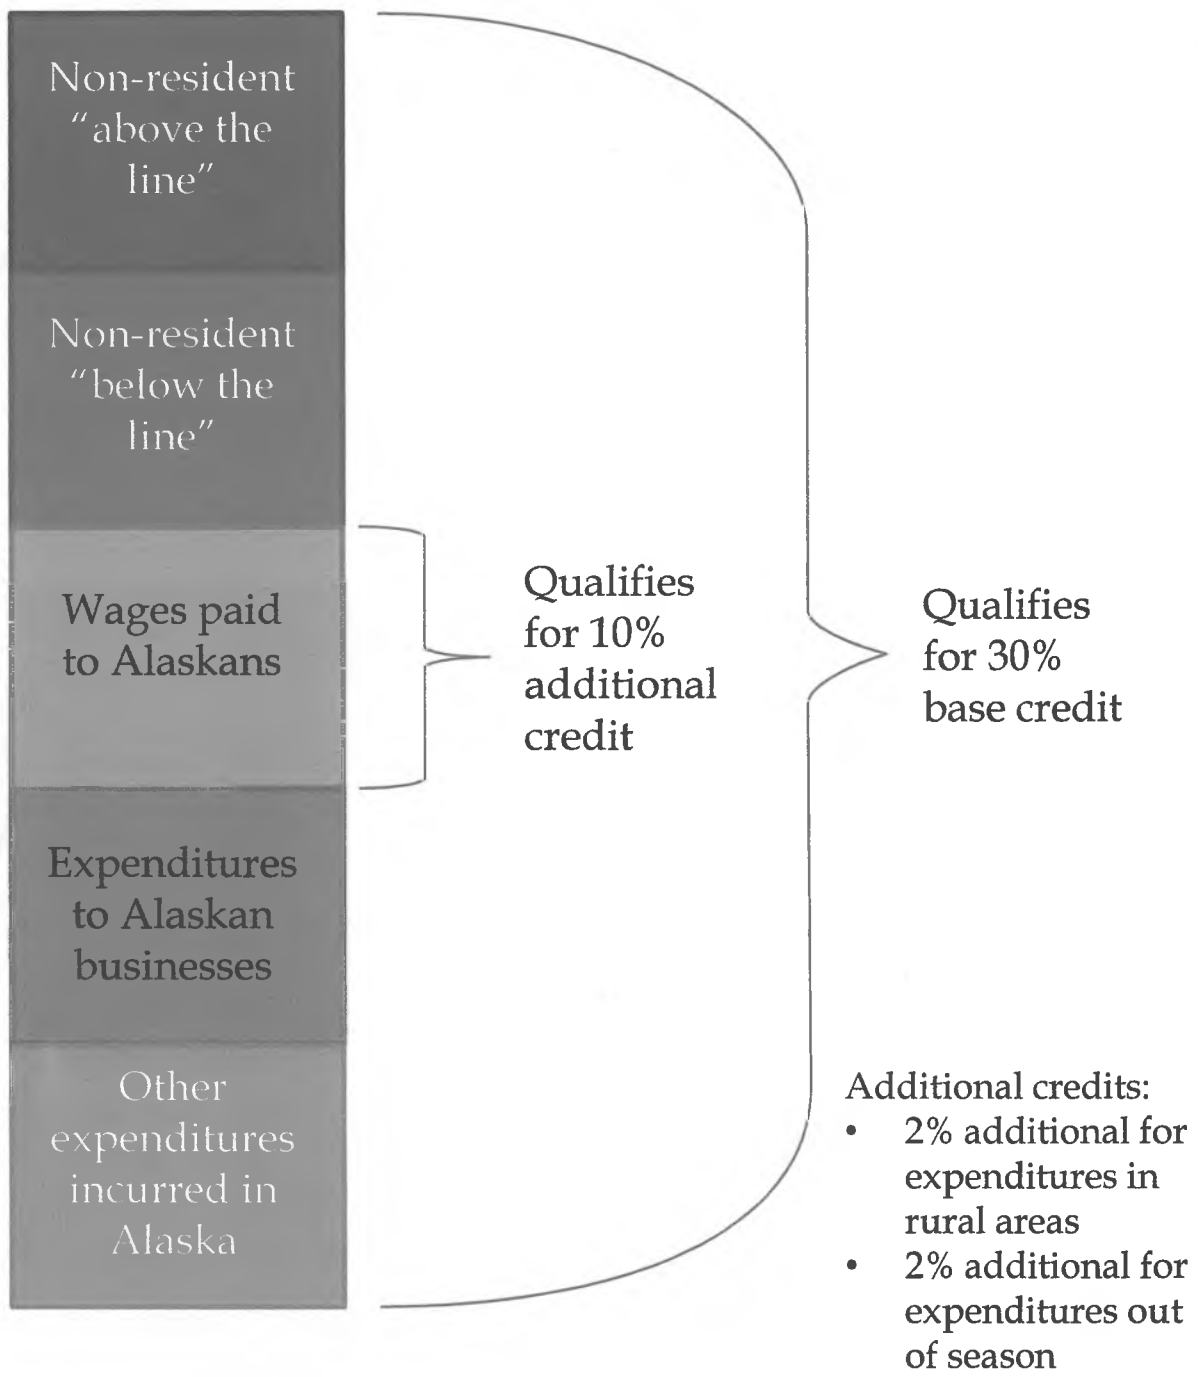 Non-resident
“above the
line”
Non-resident
“below the
line”
Wages paid
to Alaskans
Expenditures
to Alaskan
businesses
Other
expenditures
incurred in
Alaska
Qualifies
for 10%
additional
credit
Qualifies
for 30%
base credit
Additional credits:
• 2% additional for
expenditures in
rural areas
• 2% additional for
expenditures out
of season